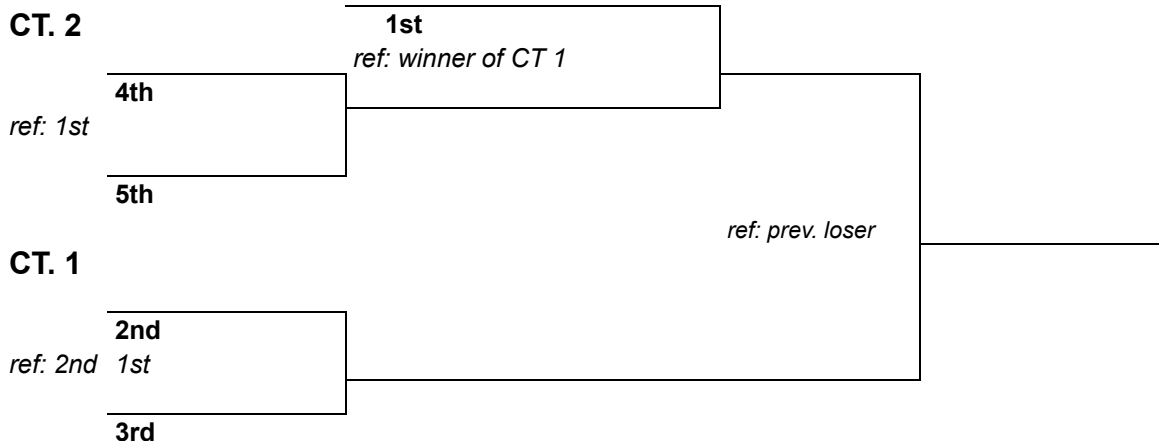 CT. 2
1st
ref: winner of CT 1
4th
ref: 1st
5th
ref: prev. loser
CT. 1
2nd
ref: 2nd 1st
3rd